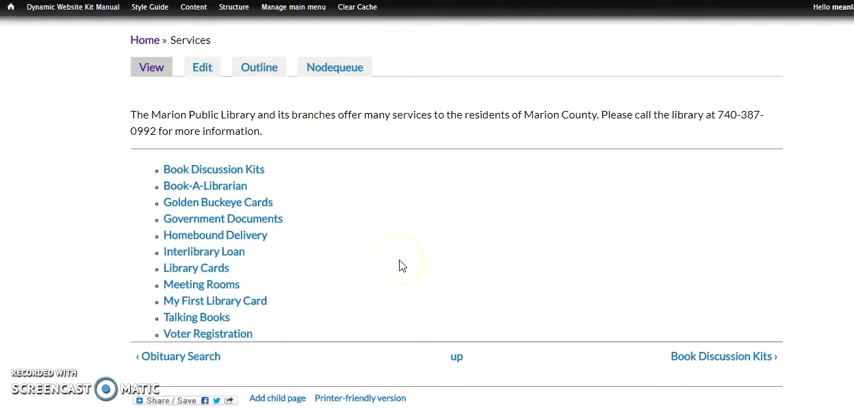 Dynamic Website Kit Manual Style Guide Content Structure Manage main menu Clear Cache Hello meanl
Home » Services
View Edit Outline Nodequeue
The Marion Public Library and its branches offer many services to the residents of Marion County. Please call the library at 740-387-
0992 for more information.
Book Discussion Kits
Book-A-Librarian
Golden Buckeye Cards
Government Documents
Homebound Delivery
Interlibrary Loan
Library Cards
Meeting Rooms
My First Library Card
Talking Books
Voter Registration
‹ Obituary Search up Book Discussion Kits ›
RECORDED WITH
SCREENCAST MATIC
Share / Save Add child page Printer-friendly version